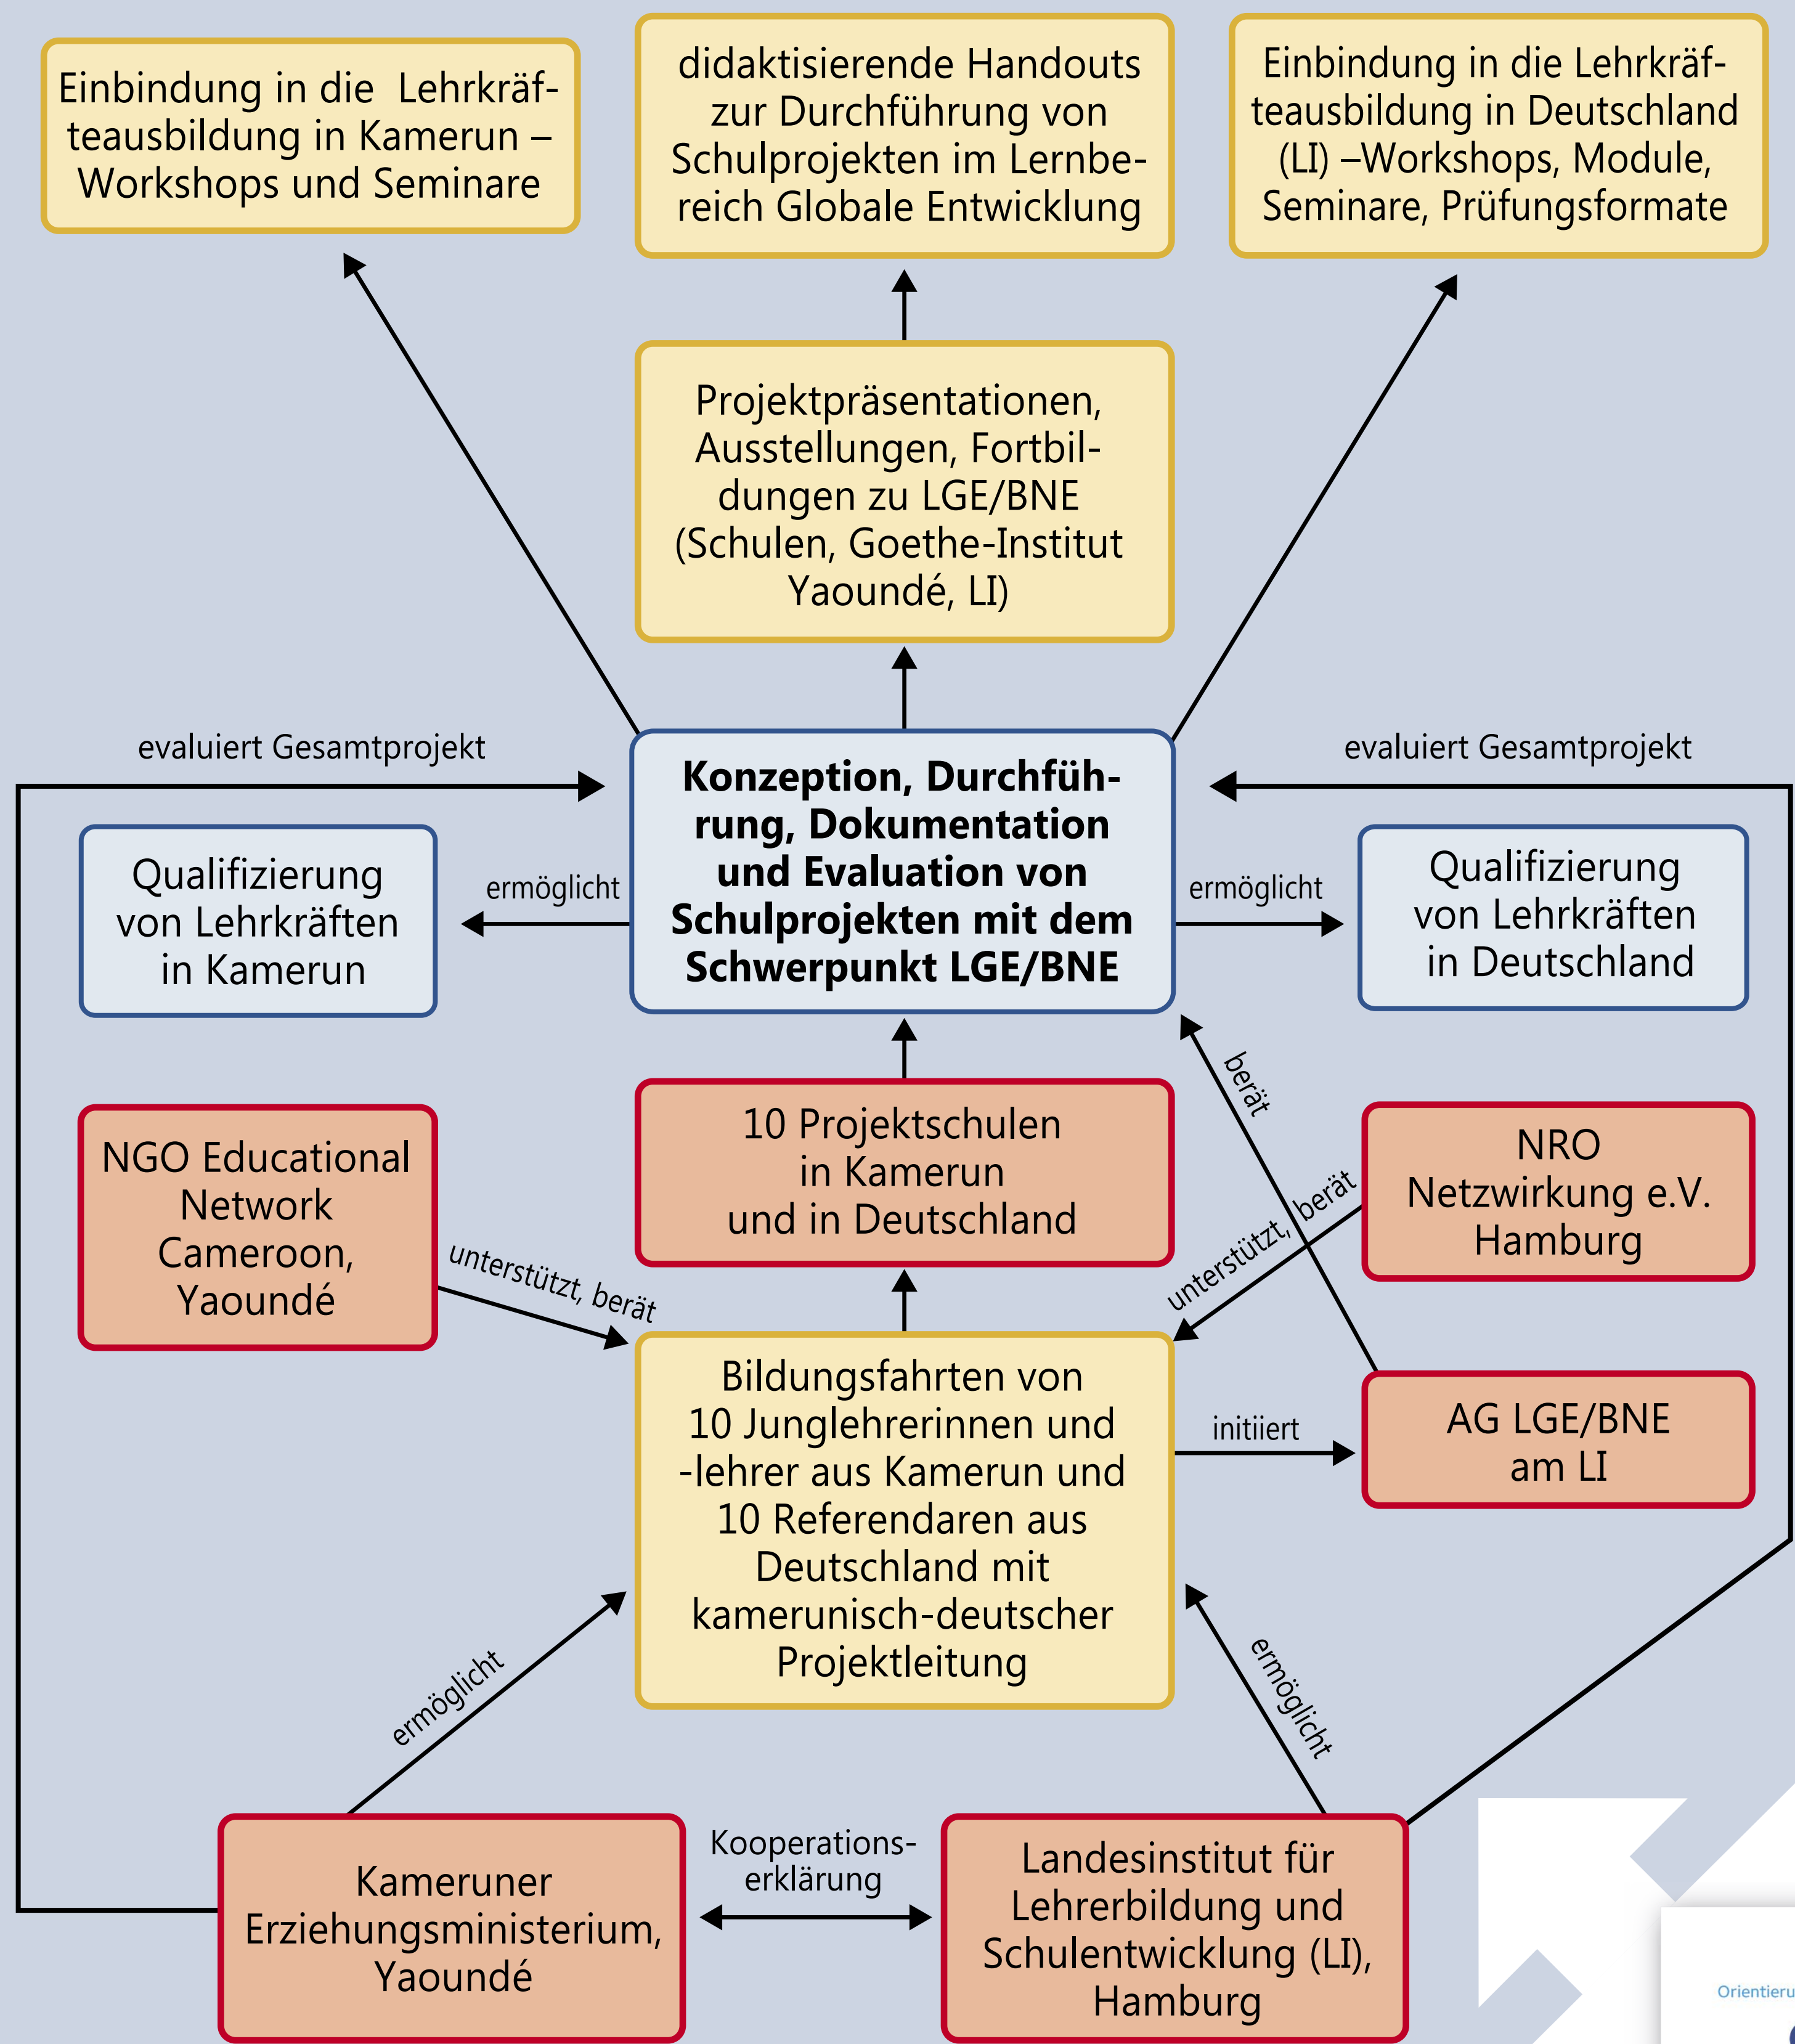 Einbindung in die Lehrkräf-
teausbildung in Kamerun –
Workshops und Seminare
didaktisierende Handouts
zur Durchführung von
Schulprojekten im Lernbe-
reich Globale Entwicklung
Einbindung in die Lehrkräf-
teausbildung in Deutschland
(LI) –Workshops, Module,
Seminare, Prüfungsformate
Projektpräsentationen,
Ausstellungen, Fortbil-
dungen zu LGE/BNE
(Schulen, Goethe-Institut
Yaoundé, LI)
evaluiert Gesamtprojekt
evaluiert Gesamtprojekt
Konzeption, Durchfüh-
rung, Dokumentation
und Evaluation von
Schulprojekten mit dem
Schwerpunkt LGE/BNE
Qualifizierung
von Lehrkräften
in Kamerun
ermöglicht
ermöglicht
Qualifizierung
von Lehrkräften
in Deutschland
berät
NGO Educational
Network
Cameroon,
Yaoundé
10 Projektschulen
in Kamerun
und in Deutschland
NRO
Netzwirkung e.V.
Hamburg
unterstützt, berät
unterstützt, berät
Bildungsfahrten von
10 Junglehrerinnen und
-lehrer aus Kamerun und
10 Referendaren aus
Deutschland mit
kamerunisch-deutscher
Projektleitung
initiiert
AG LGE/BNE
am LI
ermöglicht
ermöglicht
Kameruner
Erziehungsministerium,
Yaoundé
Kooperations-
erklärung
Landesinstitut für
Lehrerbildung und
Schulentwicklung (LI),
Hamburg